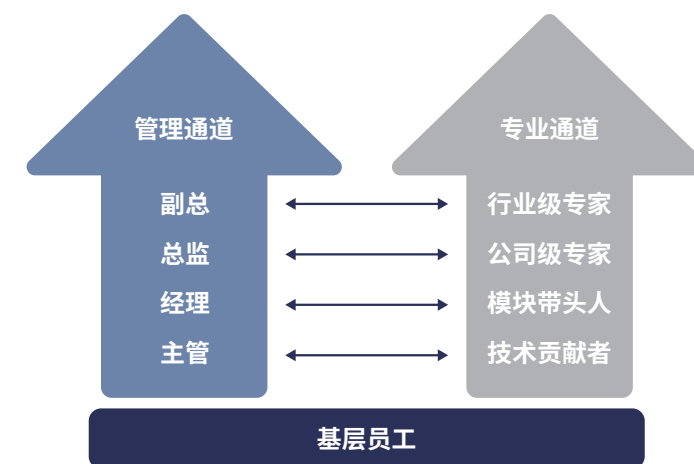 管理通道
专业通道
副总
行业级专家
总监
公司级专家
经理
模块带头人
主管
技术贡献者
基层员工